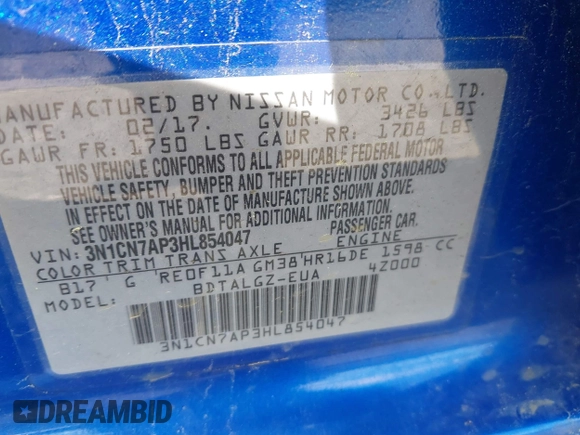 MANUFACTURED BY NISSAN MOTOR CO., LTD.
DATE: 02/17. GVWR: 3426 LBS
GAWR FR: 1750 LBS GAWR RR: 1708 LBS
THIS VEHICLE CONFORMS TO ALL APPLICABLE FEDERAL MOTOR
VEHICLE SAFETY, BUMPER AND THEFT PREVENTION STANDARDS
IN EFFECT ON THE DATE OF MANUFACTURE SHOWN ABOVE.
SEE OWNER'S MANUAL FOR ADDITIONAL INFORMATION.
VIN: 3N1CN7AP3HL854047 PASSENGER CAR.
COLOR TRIM TRANS AXLE ENGINE
B17 G RE0F11A GM38 HR16DE 1598 CC
MODEL: BDTALGZ-EUA 4Z000
3N1CN7AP3HL854047
DREAMBID